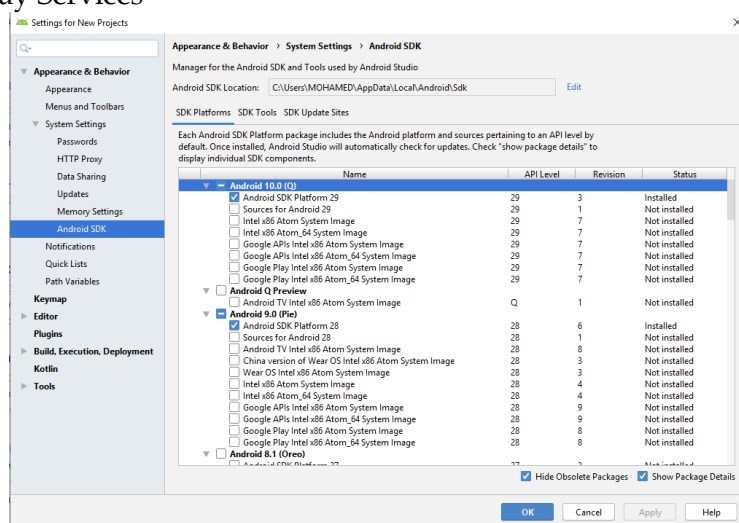 ay Services
Settings for New Projects
Appearance & Behavior › System Settings › Android SDK
Manager for the Android SDK and Tools used by Android Studio
Android SDK Location: C:\Users\MOHAMED\AppData\Local\Android\Sdk Edit
SDK Platforms SDK Tools SDK Update Sites
Each Android SDK Platform package includes the Android platform and sources pertaining to an API level by
default. Once installed, Android Studio will automatically check for updates. Check "show package details" to
display individual SDK components.
Appearance & Behavior
Appearance
Menus and Toolbars
System Settings
Passwords
HTTP Proxy
Data Sharing
Updates
Memory Settings
Android SDK
Notifications
Quick Lists
Path Variables
Keymap
Editor
Plugins
Build, Execution, Deployment
Kotlin
Tools
Name API Level Revision Status
Android 10.0 (Q)
Android SDK Platform 29 29 3 Installed
Sources for Android 29 29 1 Not installed
Intel x86 Atom System Image 29 7 Not installed
Intel x86 Atom_64 System Image 29 7 Not installed
Google APIs Intel x86 Atom System Image 29 7 Not installed
Google APIs Intel x86 Atom_64 System Image 29 7 Not installed
Google Play Intel x86 Atom System Image 29 7 Not installed
Google Play Intel x86 Atom_64 System Image 29 7 Not installed
Android Q Preview
Android TV Intel x86 Atom System Image Q 1 Not installed
Android 9.0 (Pie)
Android SDK Platform 28 28 6 Installed
Sources for Android 28 28 1 Not installed
Android TV Intel x86 Atom System Image 28 8 Not installed
China version of Wear OS Intel x86 Atom System Image 28 3 Not installed
Wear OS Intel x86 Atom System Image 28 3 Not installed
Intel x86 Atom System Image 28 4 Not installed
Intel x86 Atom_64 System Image 28 4 Not installed
Google APIs Intel x86 Atom System Image 28 9 Not installed
Google APIs Intel x86 Atom_64 System Image 28 9 Not installed
Google Play Intel x86 Atom System Image 28 8 Not installed
Google Play Intel x86 Atom_64 System Image 28 8 Not installed
Android 8.1 (Oreo)
Android SDK Platform 27 27 3 Not installed
Hide Obsolete Packages Show Package Details
OK Cancel Apply Help